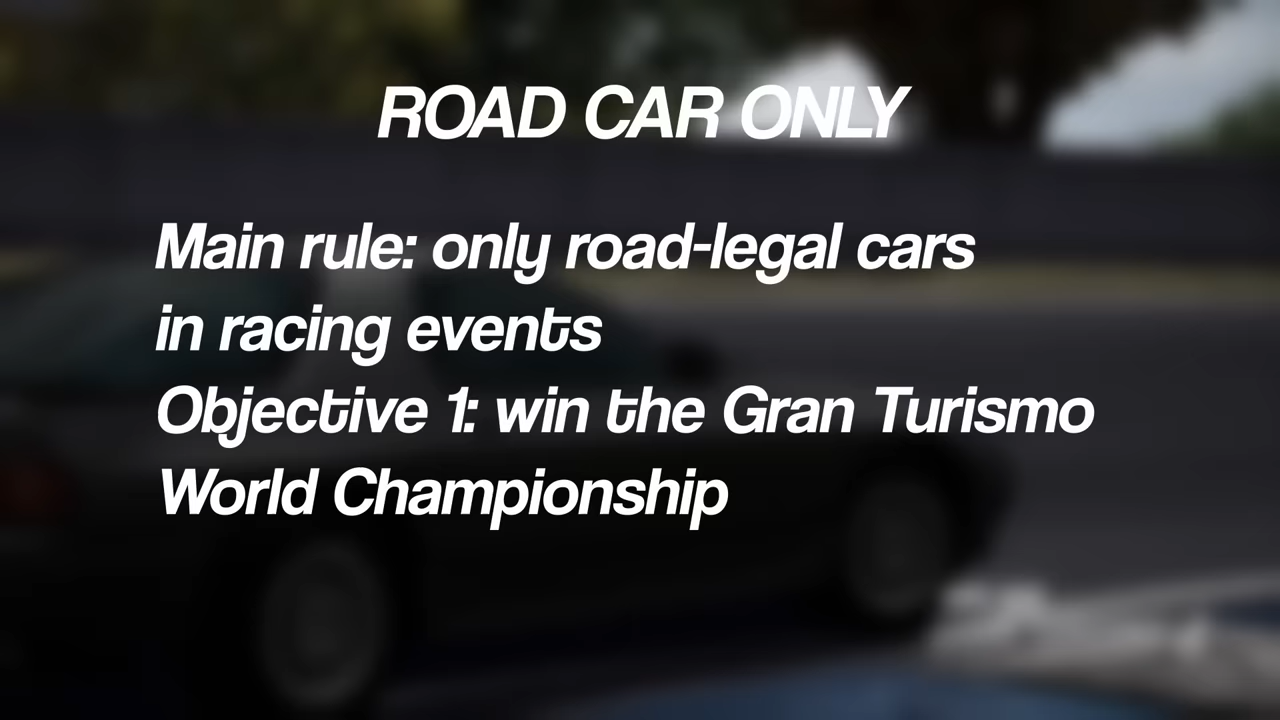 ROAD CAR ONLY
Main rule: only road-legal cars
in racing events
Objective 1: win the Gran Turismo
World Championship